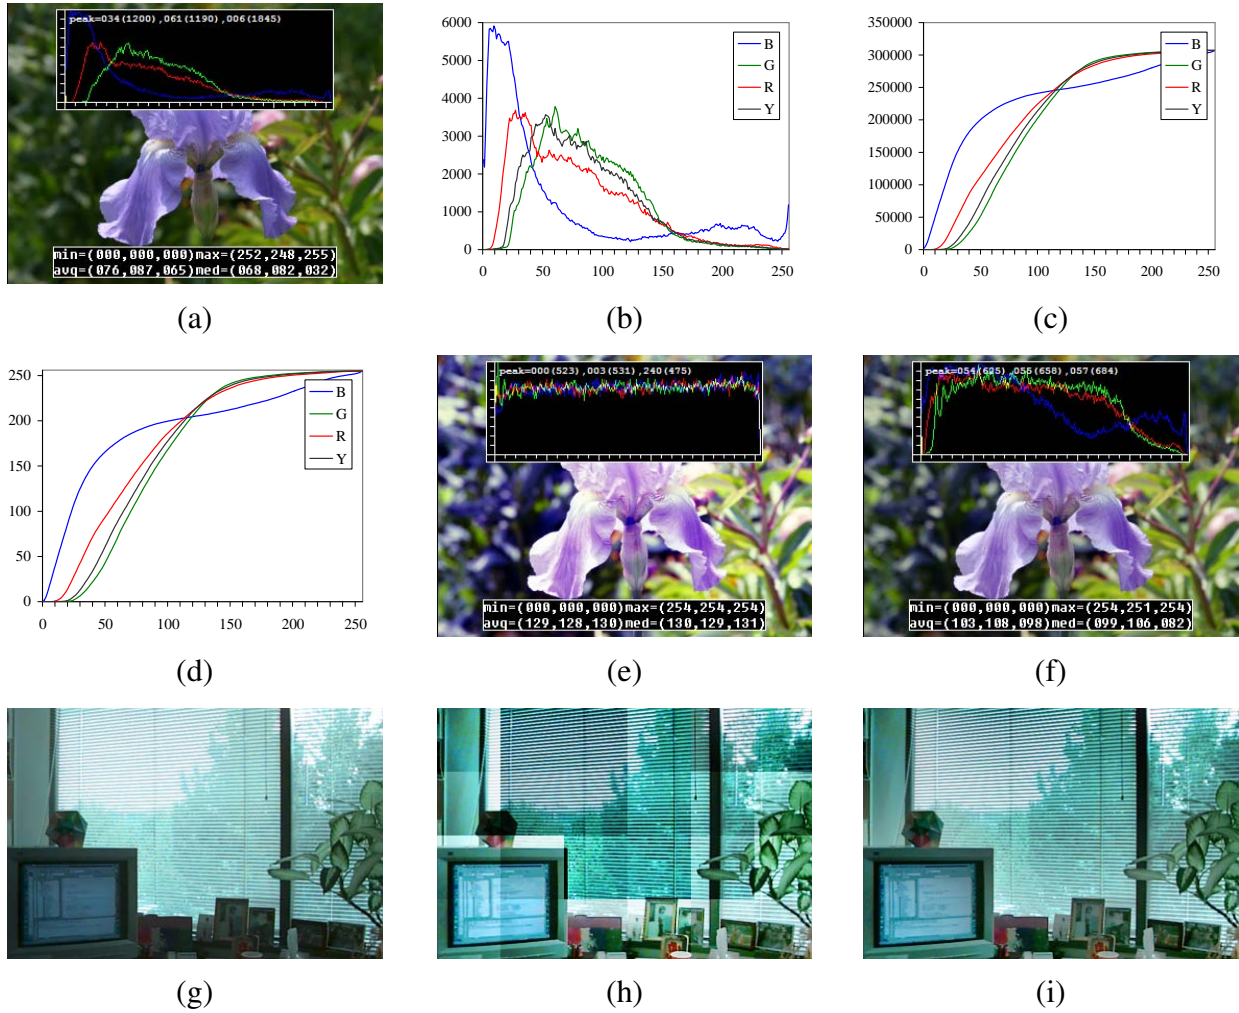 peak=034(1200),061(1190),006(1845)
min=(000,000,000)max=(252,248,255)
avg=(076,087,065)med=(068,082,032)
(a)
6000
5000
4000
3000
2000
1000
0
0 50 100 150 200 250
B
G
R
Y
(b)
350000
300000
250000
200000
150000
100000
50000
0
0 50 100 150 200 250
B
G
R
Y
(c)
250
200
150
100
50
0
0 50 100 150 200 250
B
G
R
Y
(d)
peak=000(523),003(531),240(475)
min=(000,000,000)max=(254,254,254)
avg=(129,128,130)med=(130,129,131)
(e)
min=(000,000,000)max=(254,251,254)
avg=(103,108,098)med=(099,106,082)
(f)
(g)
(h)
(i)